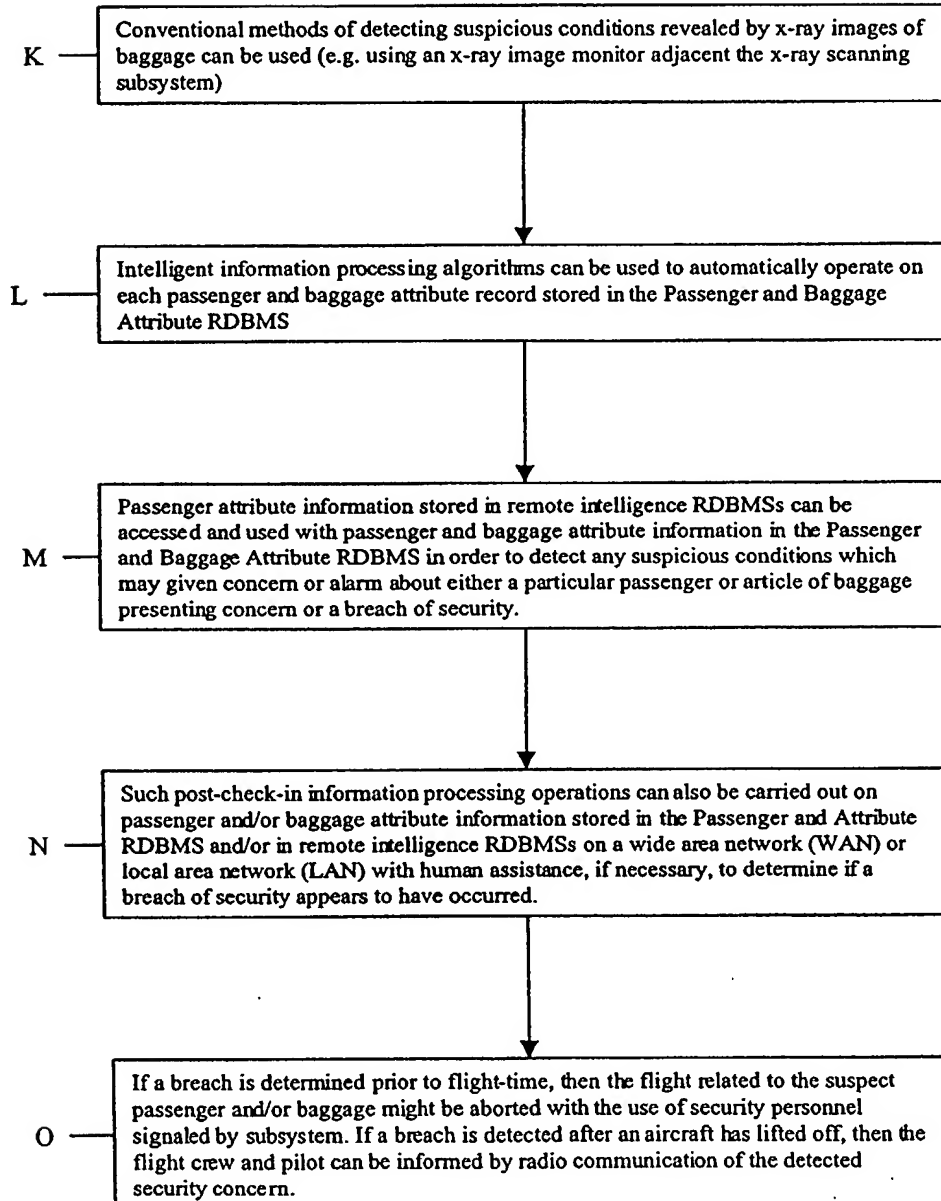 Conventional methods of detecting suspicious conditions revealed by x-ray images of
baggage can be used (e.g. using an x-ray image monitor adjacent the x-ray scanning
subsystem)
K
Intelligent information processing algorithms can be used to automatically operate on
each passenger and baggage attribute record stored in the Passenger and Baggage
Attribute RDBMS
L
Passenger attribute information stored in remote intelligence RDBMSs can be
accessed and used with passenger and baggage attribute information in the Passenger
and Baggage Attribute RDBMS in order to detect any suspicious conditions which
may given concern or alarm about either a particular passenger or article of baggage
presenting concern or a breach of security.
M
Such post-check-in information processing operations can also be carried out on
passenger and/or baggage attribute information stored in the Passenger and Attribute
RDBMS and/or in remote intelligence RDBMSs on a wide area network (WAN) or
local area network (LAN) with human assistance, if necessary, to determine if a
breach of security appears to have occurred.
N
If a breach is determined prior to flight-time, then the flight related to the suspect
passenger and/or baggage might be aborted with the use of security personnel
signaled by subsystem. If a breach is detected after an aircraft has lifted off, then the
flight crew and pilot can be informed by radio communication of the detected
security concern.
O